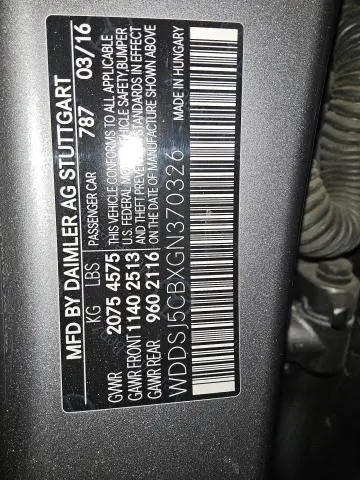 MFD BY DAIMLER AG STUTTGART
KG LBS PASSENGER CAR 787 03/16
GVWR 2075 4575 THIS VEHICLE CONFORMS TO ALL APPLICABLE
GAWR FRONT 1140 2513 U.S. FEDERAL MOTOR VEHICLE SAFETY, BUMPER
GAWR REAR 960 2116 AND THEFT PREVENTION STANDARDS IN EFFECT
ON THE DATE OF MANUFACTURE SHOWN ABOVE
WDDSJ5CBXGN370326 MADE IN HUNGARY